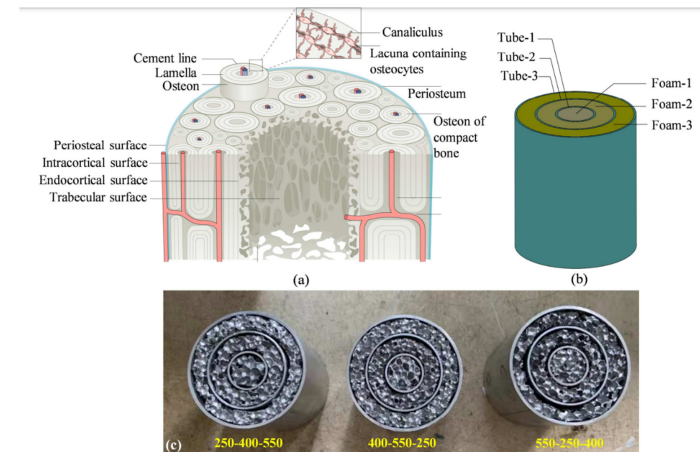 Canaliculus
Lacuna containing
osteocytes
Cement line
Lamella
Osteon
Periosteum
Osteon of
compact
bone
Periosteal surface
Intracortical surface
Endocortical surface
Trabecular surface
(a)
Tube-1
Tube-2
Tube-3
Foam-1
Foam-2
Foam-3
(b)
(c)
250-400-550
400-550-250
550-250-400